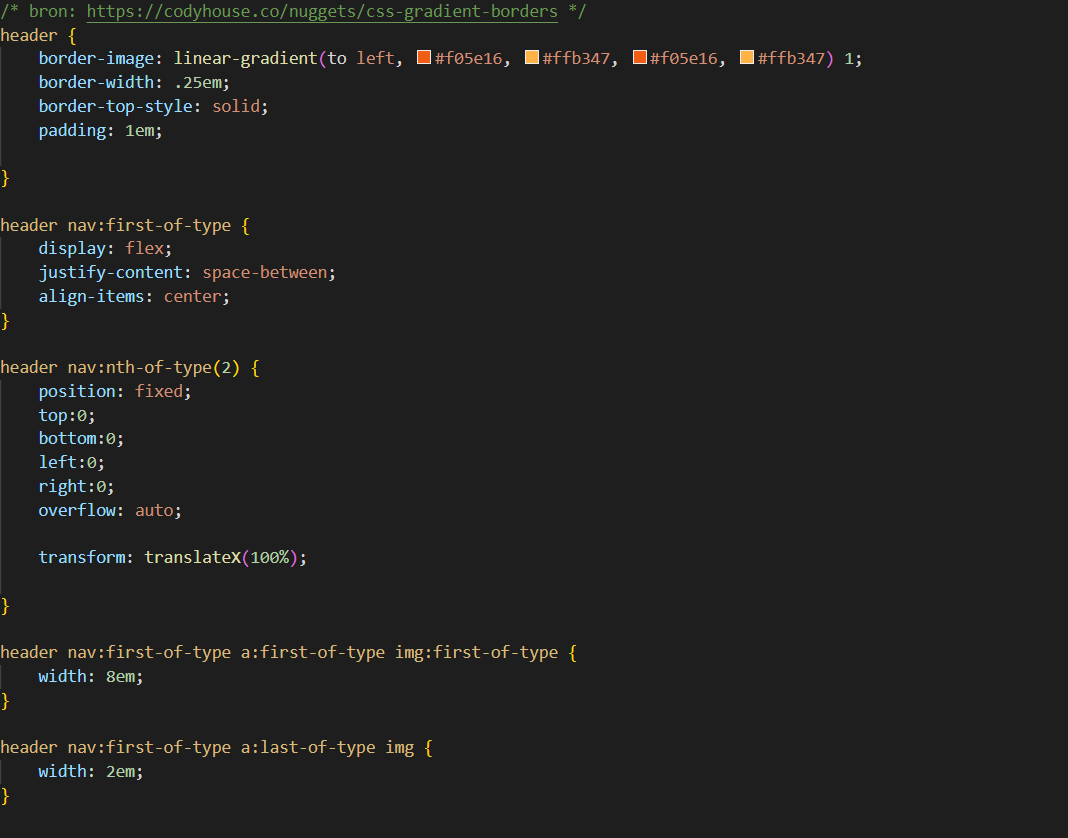 /* bron: https://codyhouse.co/nuggets/css-gradient-borders */
header {
    border-image: linear-gradient(to left, #f05e16, #ffb347, #f05e16, #ffb347) 1;
    border-width: .25em;
    border-top-style: solid;
    padding: 1em;

}

header nav:first-of-type {
    display: flex;
    justify-content: space-between;
    align-items: center;
}

header nav:nth-of-type(2) {
    position: fixed;
    top:0;
    bottom:0;
    left:0;
    right:0;
    overflow: auto;

    transform: translateX(100%);

}

header nav:first-of-type a:first-of-type img:first-of-type {
    width: 8em;
}

header nav:first-of-type a:last-of-type img {
    width: 2em;
}